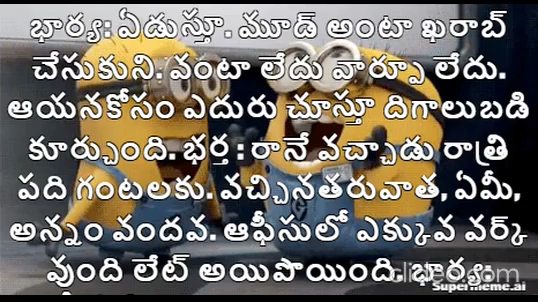 భార్య: ఏడుస్తూ. మూడ్ అంటా ఖరాబ్
చేసుకుని. వంటా లేదు వార్పూ లేదు.
ఆయనకోసం ఎదురు చూస్తూ దిగాలుబడి
కూర్చుంది. భర్త : రానే వచ్చాడు రాత్రి
పది గంటలకు. వచ్చినతరువాత, ఏమీ,
అన్నం వందవ. ఆఫీసులో ఎక్కువ వర్క్
వుంది లేట్ అయిపొయింది. భార్య:
Supermeme.ai